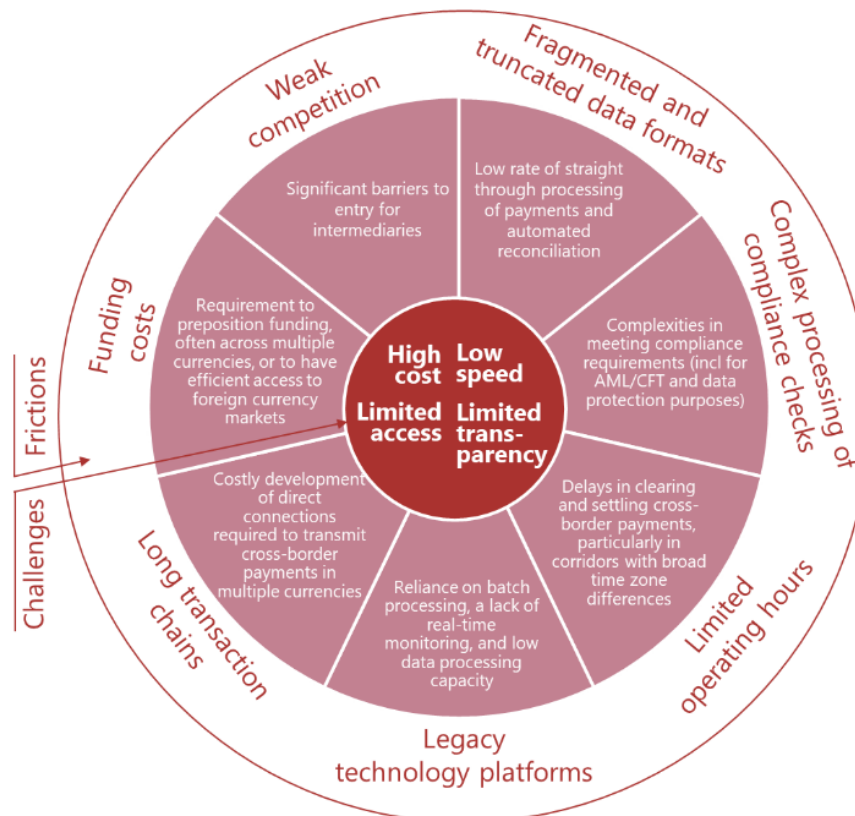 Weak
competition
Fragmented and
truncated data formats
Complex processing of
compliance checks
Limited
operating hours
Legacy
technology platforms
Long transaction
chains
Funding
costs
Frictions
Challenges
Significant barriers to
entry for
intermediaries
Low rate of straight
through processing
of payments and
automated
reconciliation
Complexities in
meeting compliance
requirements (incl for
AML/CFT and data
protection purposes)
Delays in clearing
and settling cross-
border payments,
particularly in
corridors with broad
time zone
differences
Reliance on batch
processing, a lack of
real-time
monitoring, and low
data processing
capacity
Costly development
of direct
connections
required to transmit
cross-border
payments in
multiple currencies
Requirement to
preposition funding,
often across multiple
currencies, or to have
efficient access to
foreign currency
markets
High
cost
Low
speed
Limited
access
Limited
trans-
parency